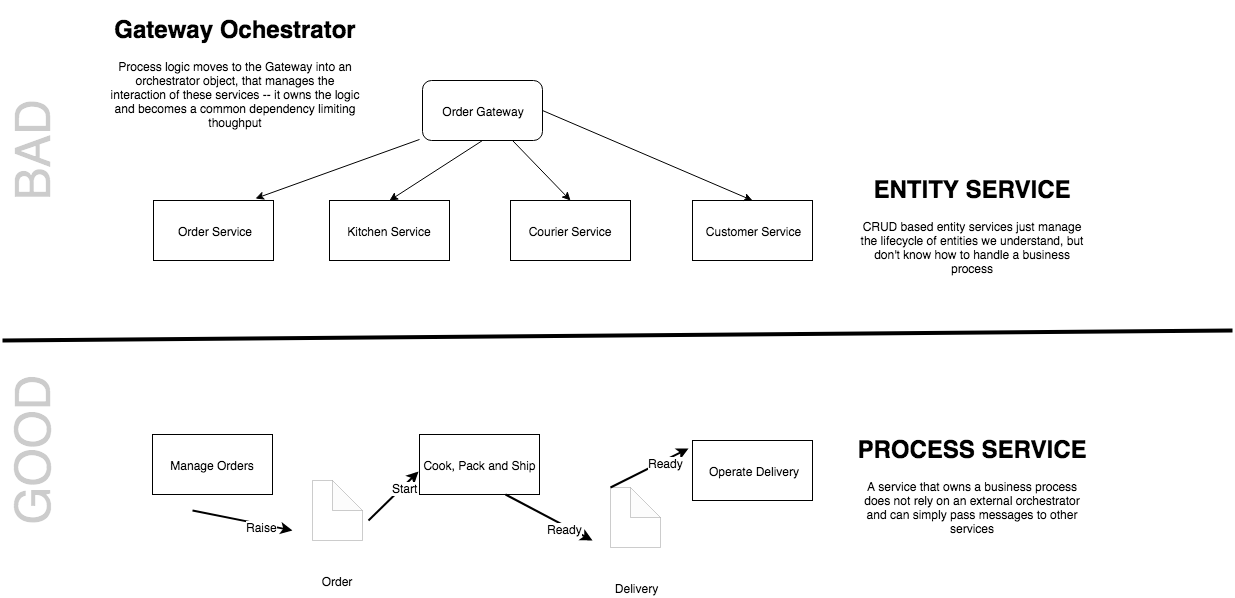 BAD
Gateway Ochestrator
Process logic moves to the Gateway into an
orchestrator object, that manages the
interaction of these services -- it owns the logic
and becomes a common dependency limiting
thoughput
Order Gateway
Order Service
Kitchen Service
Courier Service
Customer Service
ENTITY SERVICE
CRUD based entity services just manage
the lifecycle of entities we understand, but
don't know how to handle a business
process
GOOD
Manage Orders
Raise
Order
Start
Cook, Pack and Ship
Ready
Delivery
Ready
Operate Delivery
PROCESS SERVICE
A service that owns a business process
does not rely on an external orchestrator
and can simply pass messages to other
services